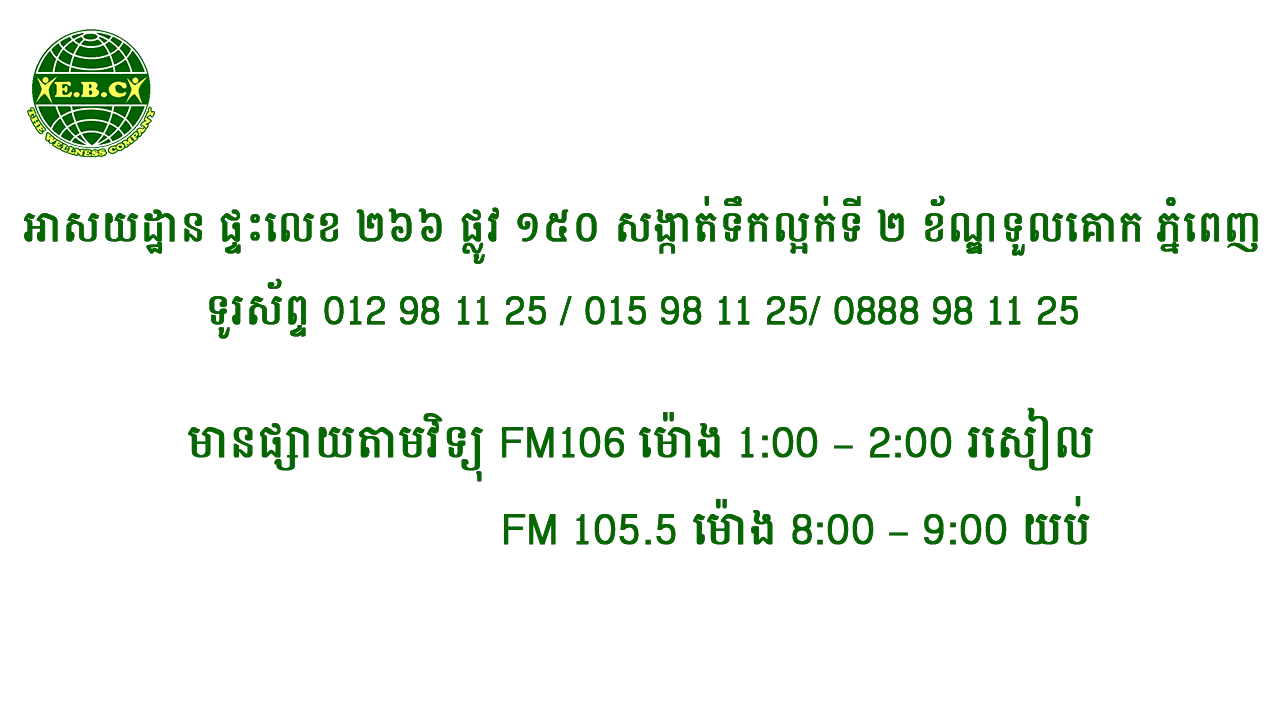 E.B.C
THE WELLNESS COMPANY
អាសយដ្ឋាន ផ្ទះលេខ ២៦៦ ផ្លូវ ១៥០ សង្កាត់ទឹកល្អក់ទី ២ ខ័ណ្ឌទួលគោក ភ្នំពេញ
ទូរស័ព្ទ 012 98 11 25 / 015 98 11 25/ 0888 98 11 25
មានផ្សាយតាមវិទ្យុ FM106 ម៉ោង 1:00 – 2:00 រសៀល
FM 105.5 ម៉ោង 8:00 – 9:00 យប់